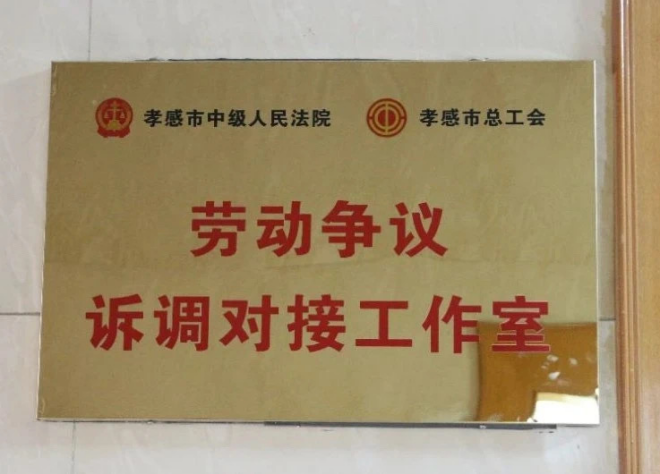 孝感市中级人民法院 孝感市总工会
劳动争议
诉调对接工作室